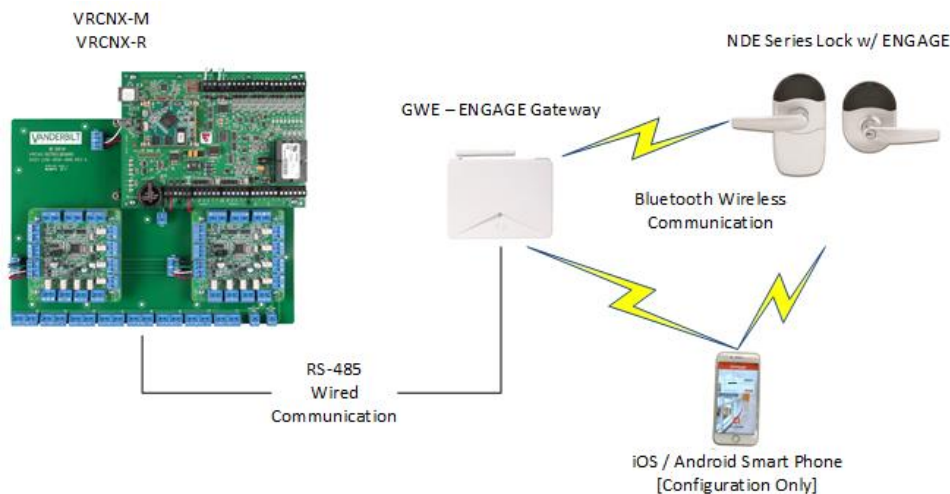 VRCNX-M
VRCNX-R
NDE Series Lock w/ ENGAGE
GWE – ENGAGE Gateway
VANDERBILT
Bluetooth Wireless
Communication
RS-485
Wired
Communication
iOS / Android Smart Phone
[Configuration Only]